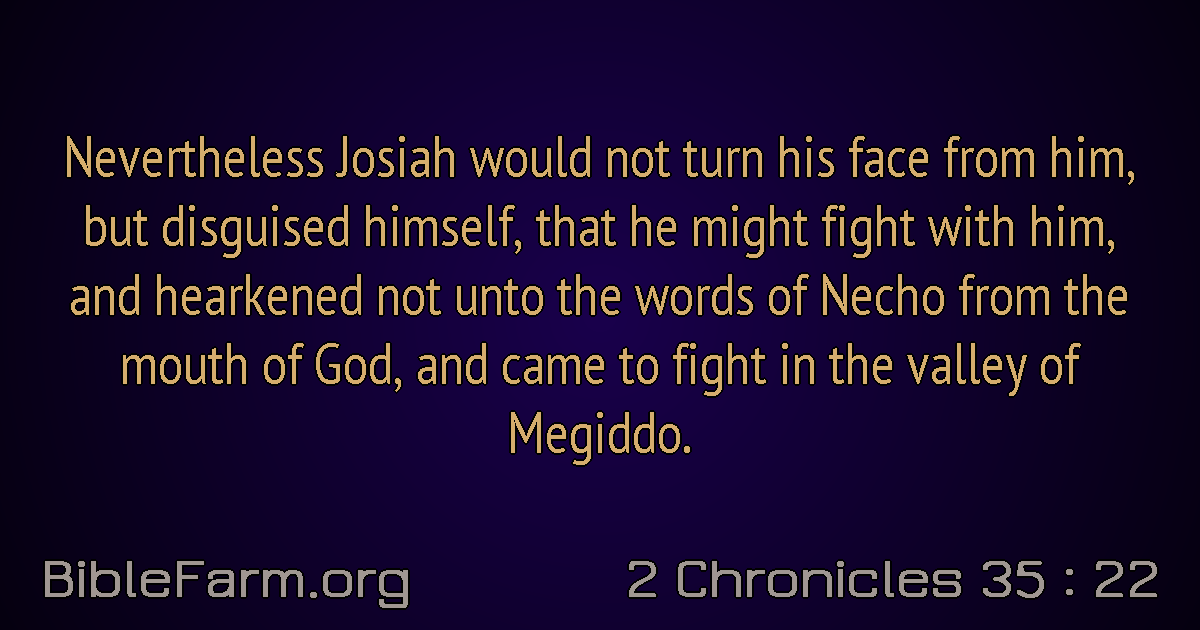 Nevertheless Josiah would not turn his face from him,
but disguised himself, that he might fight with him,
and hearkened not unto the words of Necho from the
mouth of God, and came to fight in the valley of
Megiddo.
BibleFarm.org
2 Chronicles 35 : 22